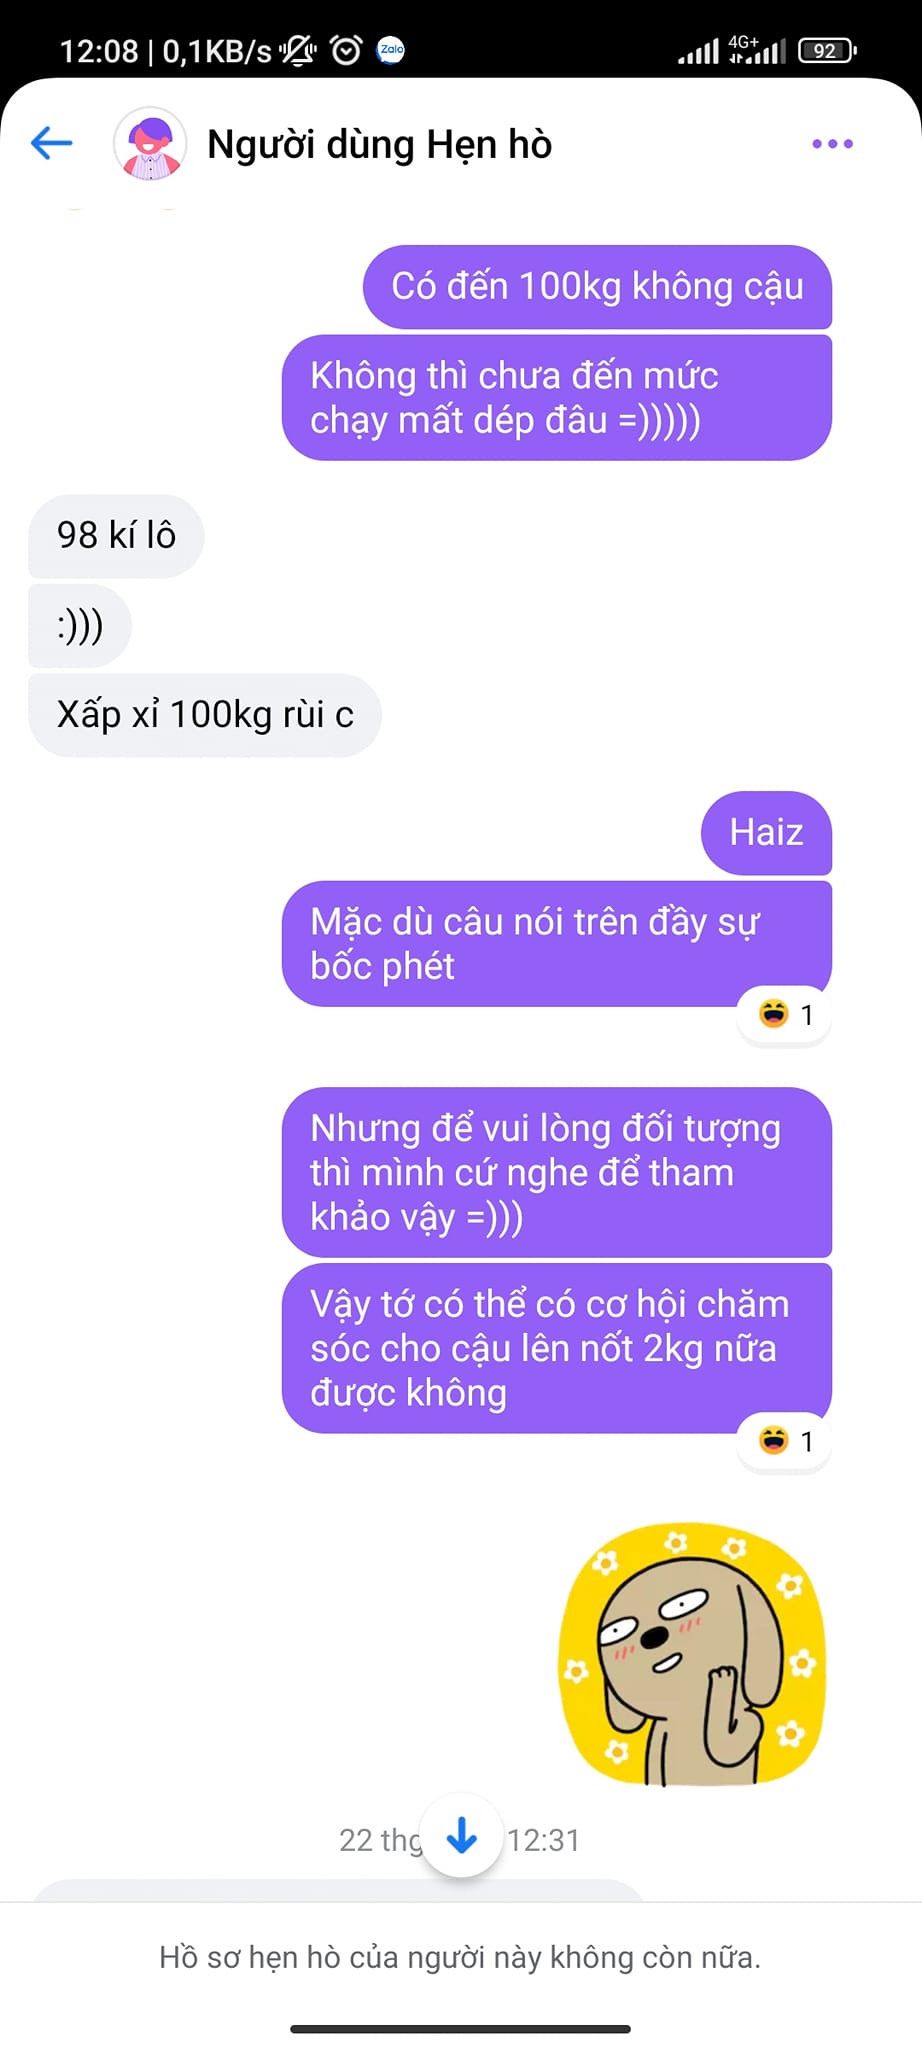 12:08 | 0,1KB/s
Zalo
4G+
92
Người dùng Hẹn hò
Có đến 100kg không cậu
Không thì chưa đến mức
chạy mất dép đâu =)))))
98 kí lô
:)))
Xấp xỉ 100kg rùi c
Haiz
Mặc dù câu nói trên đầy sự
bốc phét
1
Nhưng để vui lòng đối tượng
thì mình cứ nghe để tham
khảo vậy =)))
Vậy tớ có thể có cơ hội chăm
sóc cho cậu lên nốt 2kg nữa
được không
1
22 thg 12:31
Hồ sơ hẹn hò của người này không còn nữa.